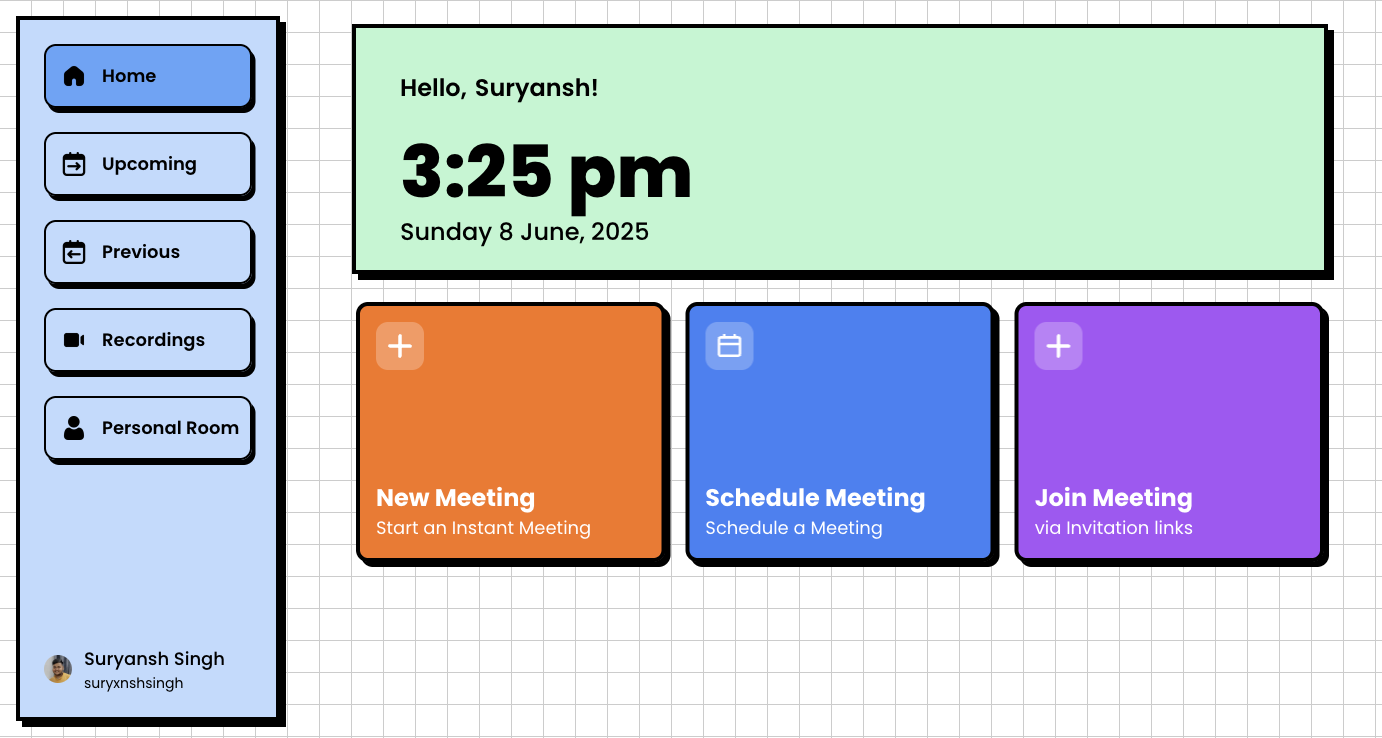 Home
Upcoming
Previous
Recordings
Personal Room
Suryansh Singh
suryxnshsingh
Hello, Suryansh!
3:25 pm
Sunday 8 June, 2025
New Meeting
Start an Instant Meeting
Schedule Meeting
Schedule a Meeting
Join Meeting
via Invitation links